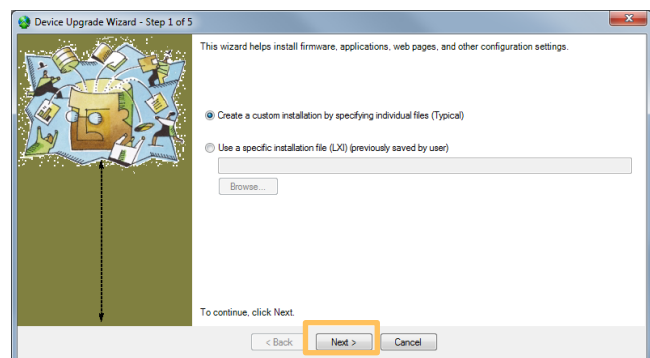 Device Upgrade Wizard - Step 1 of 5
This wizard helps install firmware, applications, web pages, and other configuration settings.
Create a custom installation by specifying individual files (Typical)
Use a specific installation file (LXI) (previously saved by user)
Browse...
To continue, click Next.
< Back Next > Cancel